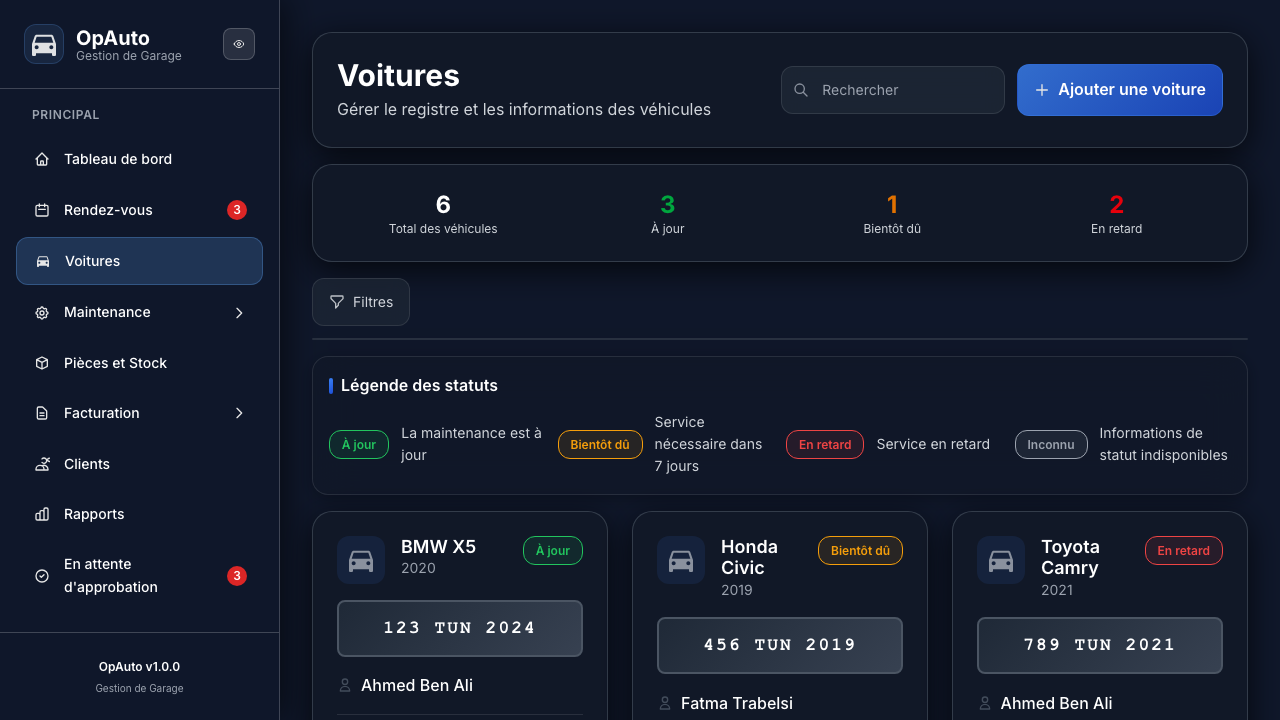 OpAuto
Gestion de Garage
PRINCIPAL
Tableau de bord
Rendez-vous 3
Voitures
Maintenance
Pièces et Stock
Facturation
Clients
Rapports
En attente
d'approbation
3
OpAuto v1.0.0
Gestion de Garage
Voitures
Gérer le registre et les informations des véhicules
Rechercher
Ajouter une voiture
6
Total des véhicules
3
À jour
1
Bientôt dû
2
En retard
Filtres
Légende des statuts
À jour
La maintenance est à
jour
Bientôt dû
Service
nécessaire dans
7 jours
En retard
Service en retard
Inconnu
Informations de
statut indisponibles
BMW X5
2020
À jour
123 TUN 2024
Ahmed Ben Ali
Honda
Civic
2019
Bientôt dû
456 TUN 2019
Fatma Trabelsi
Toyota
Camry
2021
En retard
789 TUN 2021
Ahmed Ben Ali